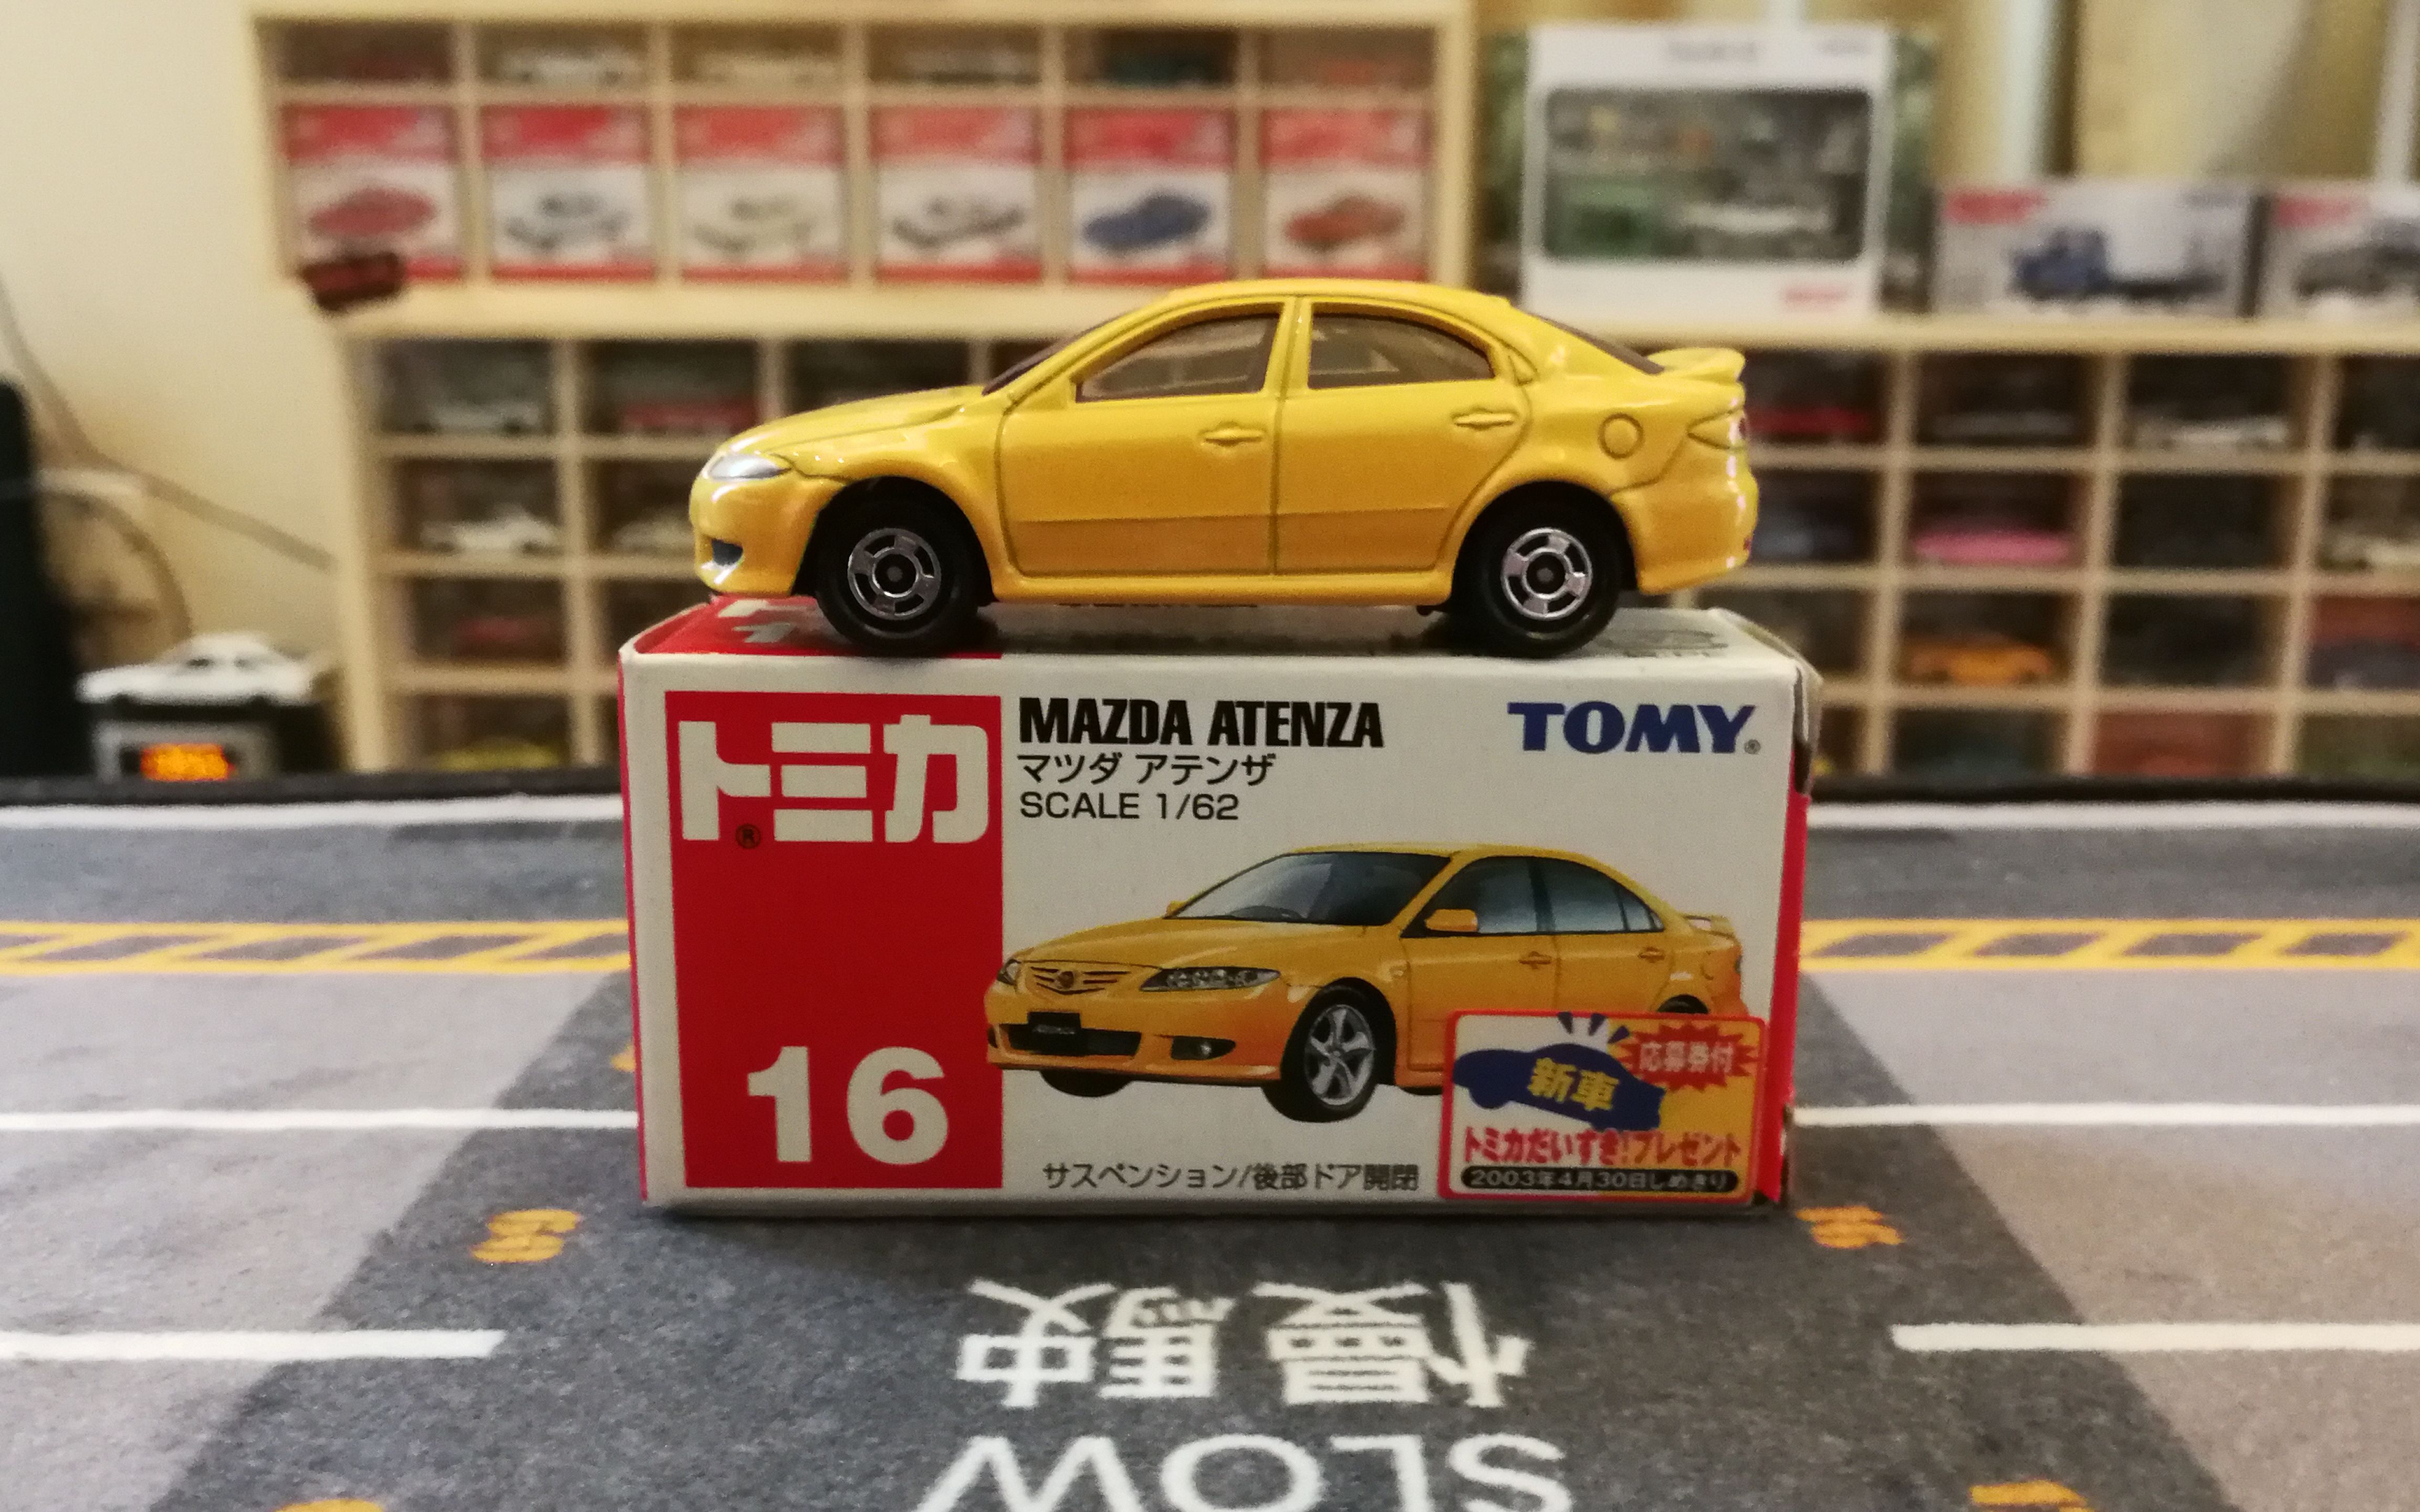 トミカ®
16
MAZDA ATENZA
マツダ アテンザ
SCALE 1/62
TOMY®
サスペンション/後部ドア開閉
応募券付
新車
トミカだいすき!プレゼント
2003年4月30日しめきり
慢駛
SLOW